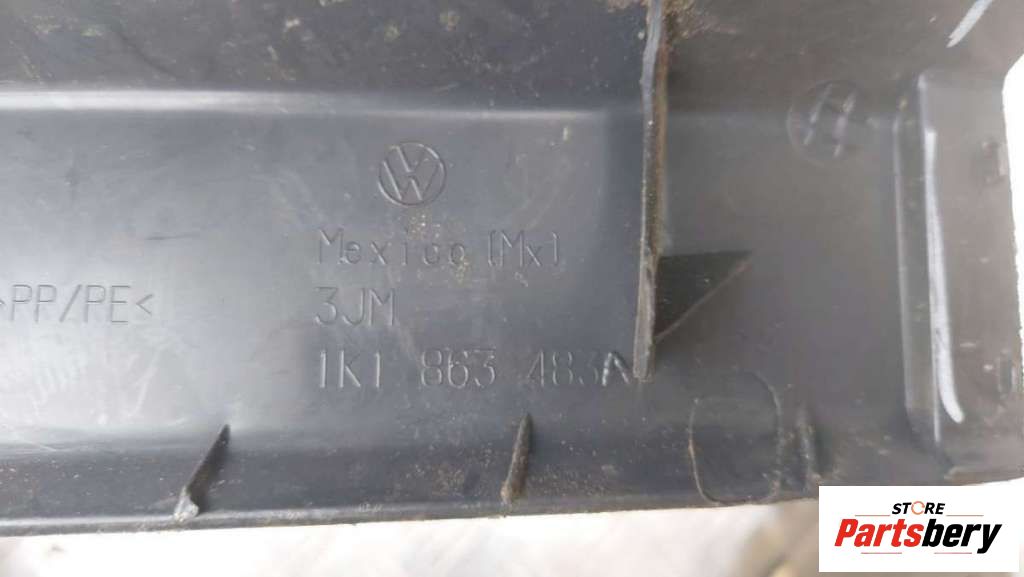 Mexico [Mx]
>PP/PE<
3JM
1K1 863 483A
STORE
Partsbery